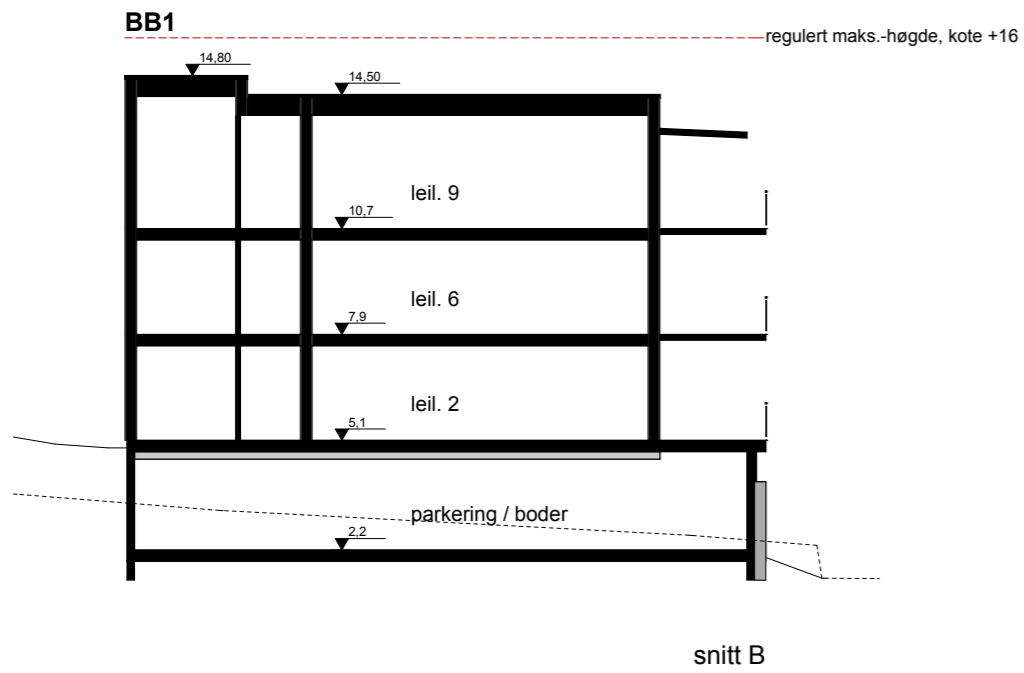 BB1
regulert maks.-høgde, kote +16
14,80
14,50
leil. 9
10,7
leil. 6
7,9
leil. 2
5,1
parkering / boder
2,2
snitt B